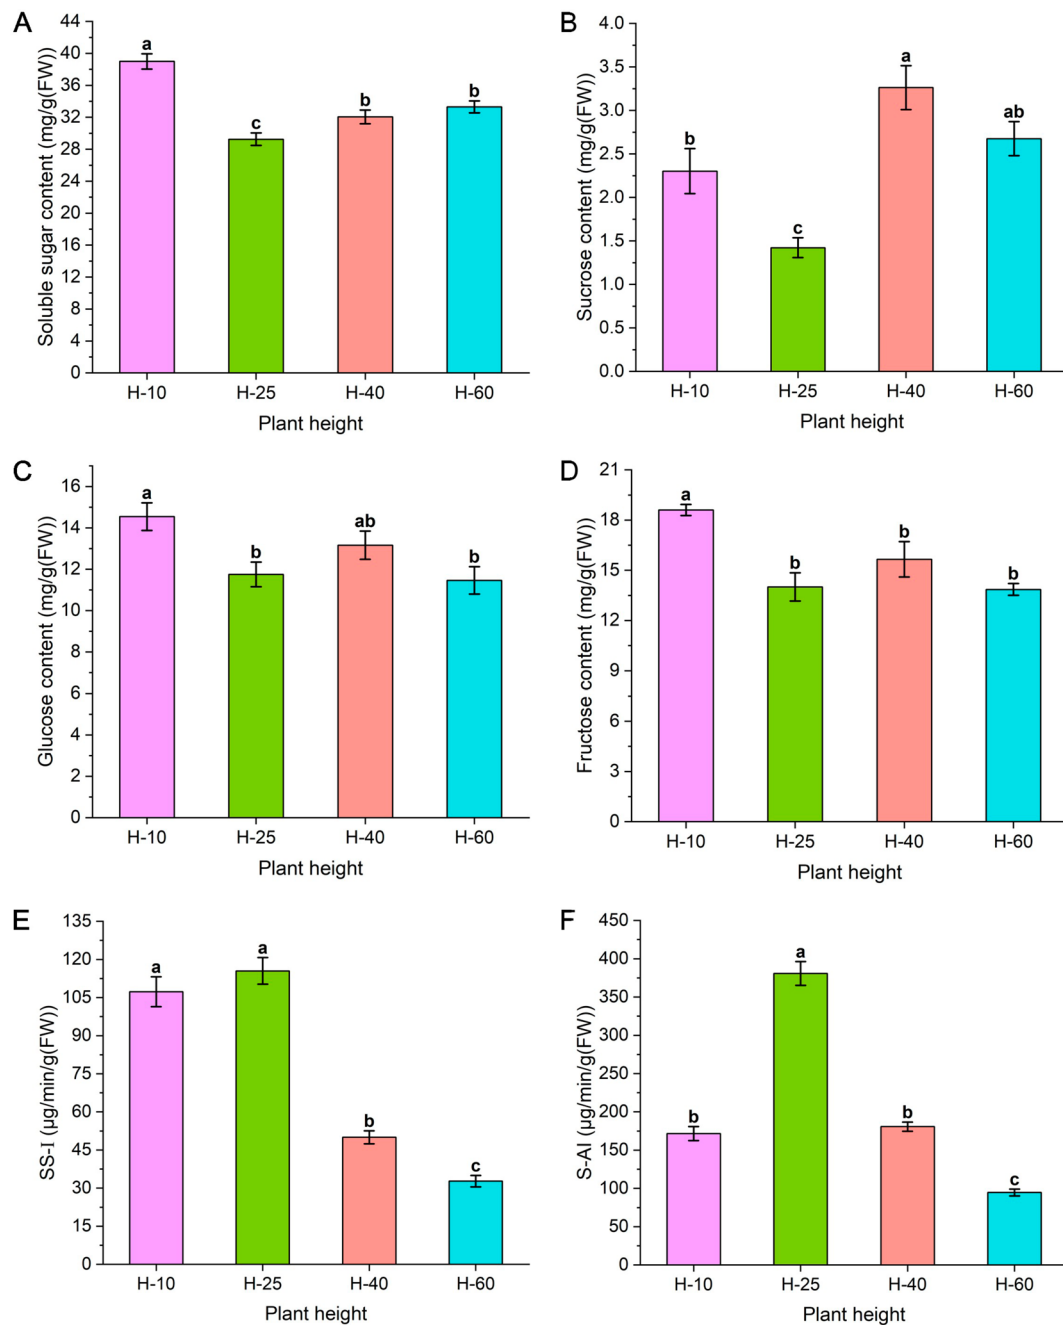 A
Soluble sugar content (mg/g(FW))
44
40
36
32
28
24
20
16
12
8
4
0
a
c
b
b
H-10 H-25 H-40 H-60
Plant height
B
Sucrose content (mg/g(FW))
4.0
3.5
3.0
2.5
2.0
1.5
1.0
0.5
0.0
b
c
a
ab
H-10 H-25 H-40 H-60
Plant height
C
Glucose content (mg/g(FW))
16
14
12
10
8
6
4
2
0
a
b
ab
b
H-10 H-25 H-40 H-60
Plant height
D
Fructose content (mg/g(FW))
21
18
15
12
9
6
3
0
a
b
b
b
H-10 H-25 H-40 H-60
Plant height
E
SS-I (μg/min/g(FW))
135
120
105
90
75
60
45
30
15
0
a
a
b
c
H-10 H-25 H-40 H-60
Plant height
F
S-AI (μg/min/g(FW))
450
400
350
300
250
200
150
100
50
0
b
a
b
c
H-10 H-25 H-40 H-60
Plant height